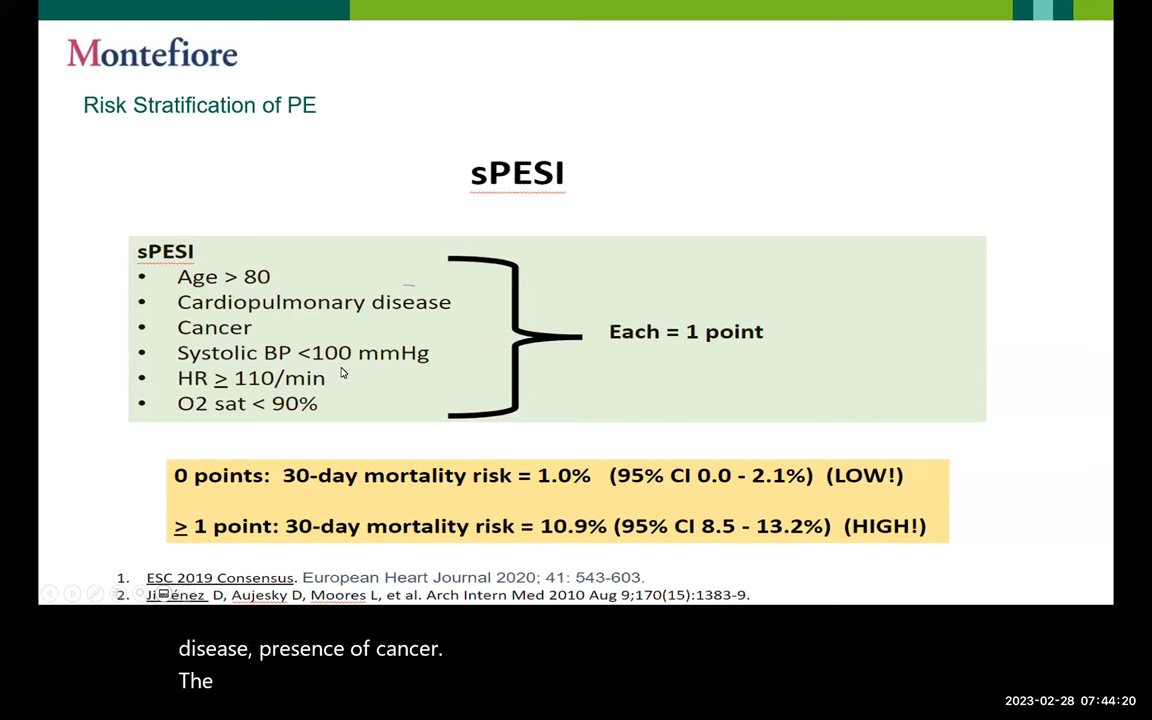 Montefiore
Risk Stratification of PE
sPESI
sPESI
• Age > 80
• Cardiopulmonary disease
• Cancer
• Systolic BP <100 mmHg
• HR ≥ 110/min
• O2 sat < 90%
Each = 1 point
0 points: 30-day mortality risk = 1.0% (95% CI 0.0 - 2.1%) (LOW!)
≥ 1 point: 30-day mortality risk = 10.9% (95% CI 8.5 - 13.2%) (HIGH!)
1. ESC 2019 Consensus. European Heart Journal 2020; 41: 543-603.
2. Jiménez D, Aujesky D, Moores L, et al. Arch Intern Med 2010 Aug 9;170(15):1383-9.
disease, presence of cancer.
The
2023-02-28 07:44:20